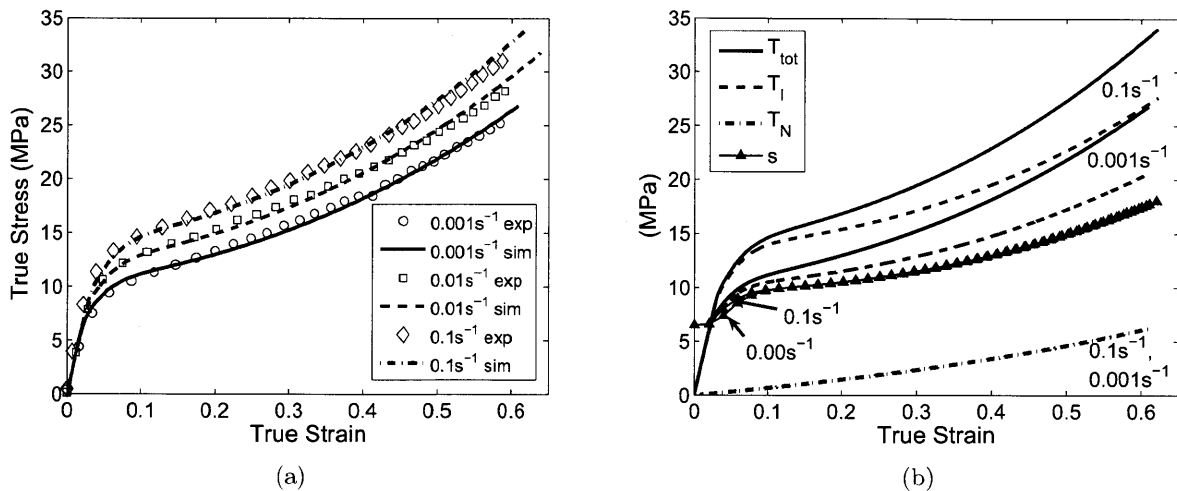 35
30
25
20
15
10
5
0
True Stress (MPa)
0.001s⁻¹ exp
0.001s⁻¹ sim
0.01s⁻¹ exp
0.01s⁻¹ sim
0.1s⁻¹ exp
0.1s⁻¹ sim
0 0.1 0.2 0.3 0.4 0.5 0.6
True Strain
(a)
35
30
25
20
15
10
5
0
(MPa)
T_tot
T_I
T_N
s
0.1s⁻¹
0.001s⁻¹
0.1s⁻¹
0.00s⁻¹
0.1s⁻¹,
0.001s⁻¹
0 0.1 0.2 0.3 0.4 0.5 0.6
True Strain
(b)